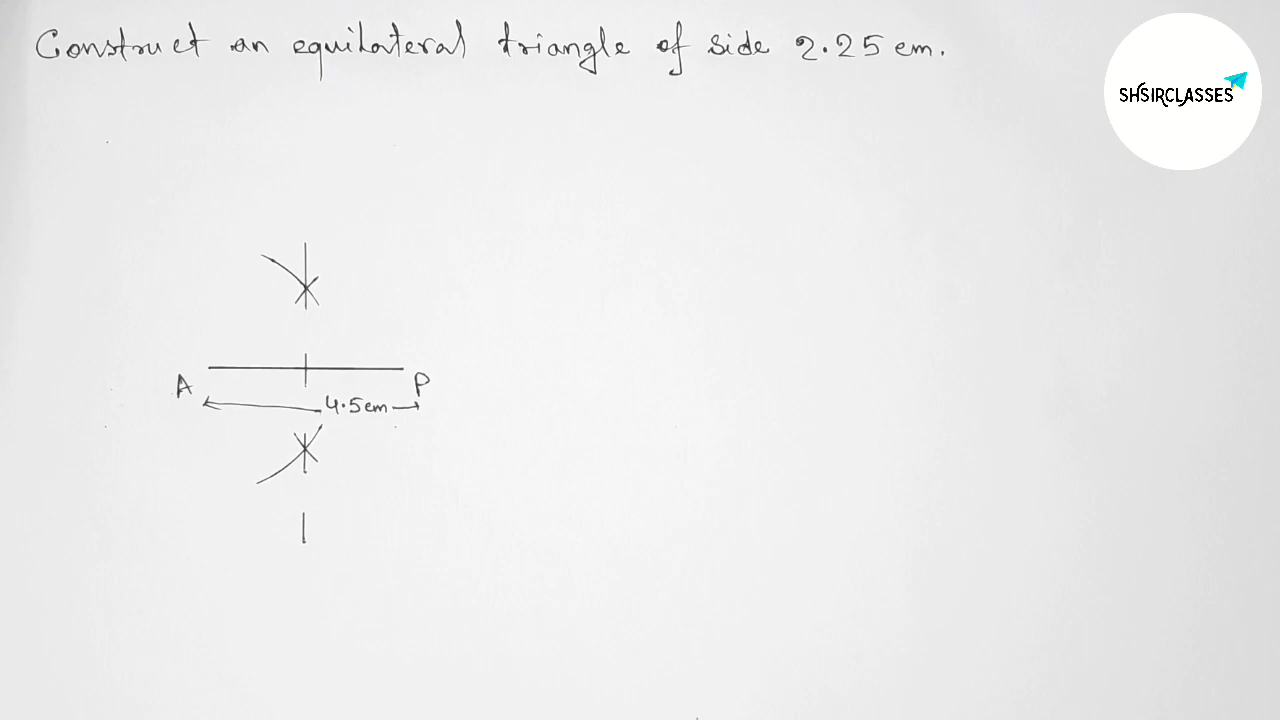 Construct an equilateral triangle of side 2.25 cm.
SHSIRCLASSES
A
P
4.5cm